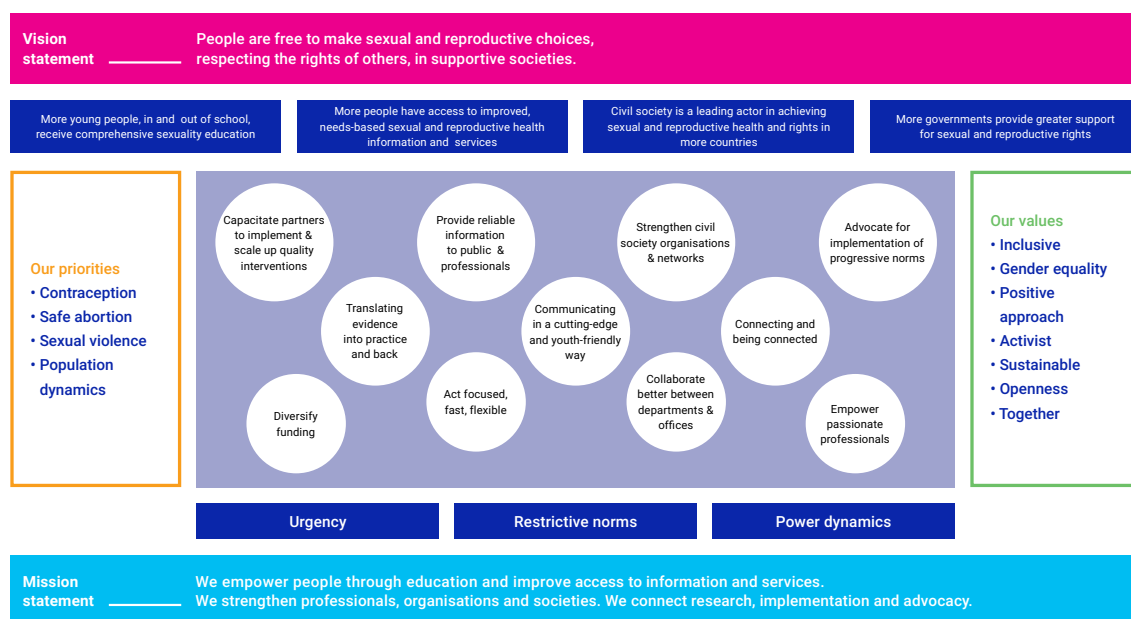 Vision
statement
People are free to make sexual and reproductive choices,
respecting the rights of others, in supportive societies.
More young people, in and out of school,
receive comprehensive sexuality education
More people have access to improved,
needs-based sexual and reproductive health
information and services
Civil society is a leading actor in achieving
sexual and reproductive health and rights in
more countries
More governments provide greater support
for sexual and reproductive rights
Our priorities
• Contraception
• Safe abortion
• Sexual violence
• Population
dynamics
Capacitate partners
to implement &
scale up quality
interventions
Provide reliable
information
to public &
professionals
Strengthen civil
society organisations
& networks
Advocate for
implementation of
progressive norms
Translating
evidence
into practice
and back
Communicating
in a cutting-edge
and youth-friendly
way
Connecting and
being connected
Diversify
funding
Act focused,
fast, flexible
Collaborate
better between
departments &
offices
Empower
passionate
professionals
Our values
• Inclusive
• Gender equality
• Positive
approach
• Activist
• Sustainable
• Openness
• Together
Urgency
Restrictive norms
Power dynamics
Mission
statement
We empower people through education and improve access to information and services.
We strengthen professionals, organisations and societies. We connect research, implementation and advocacy.